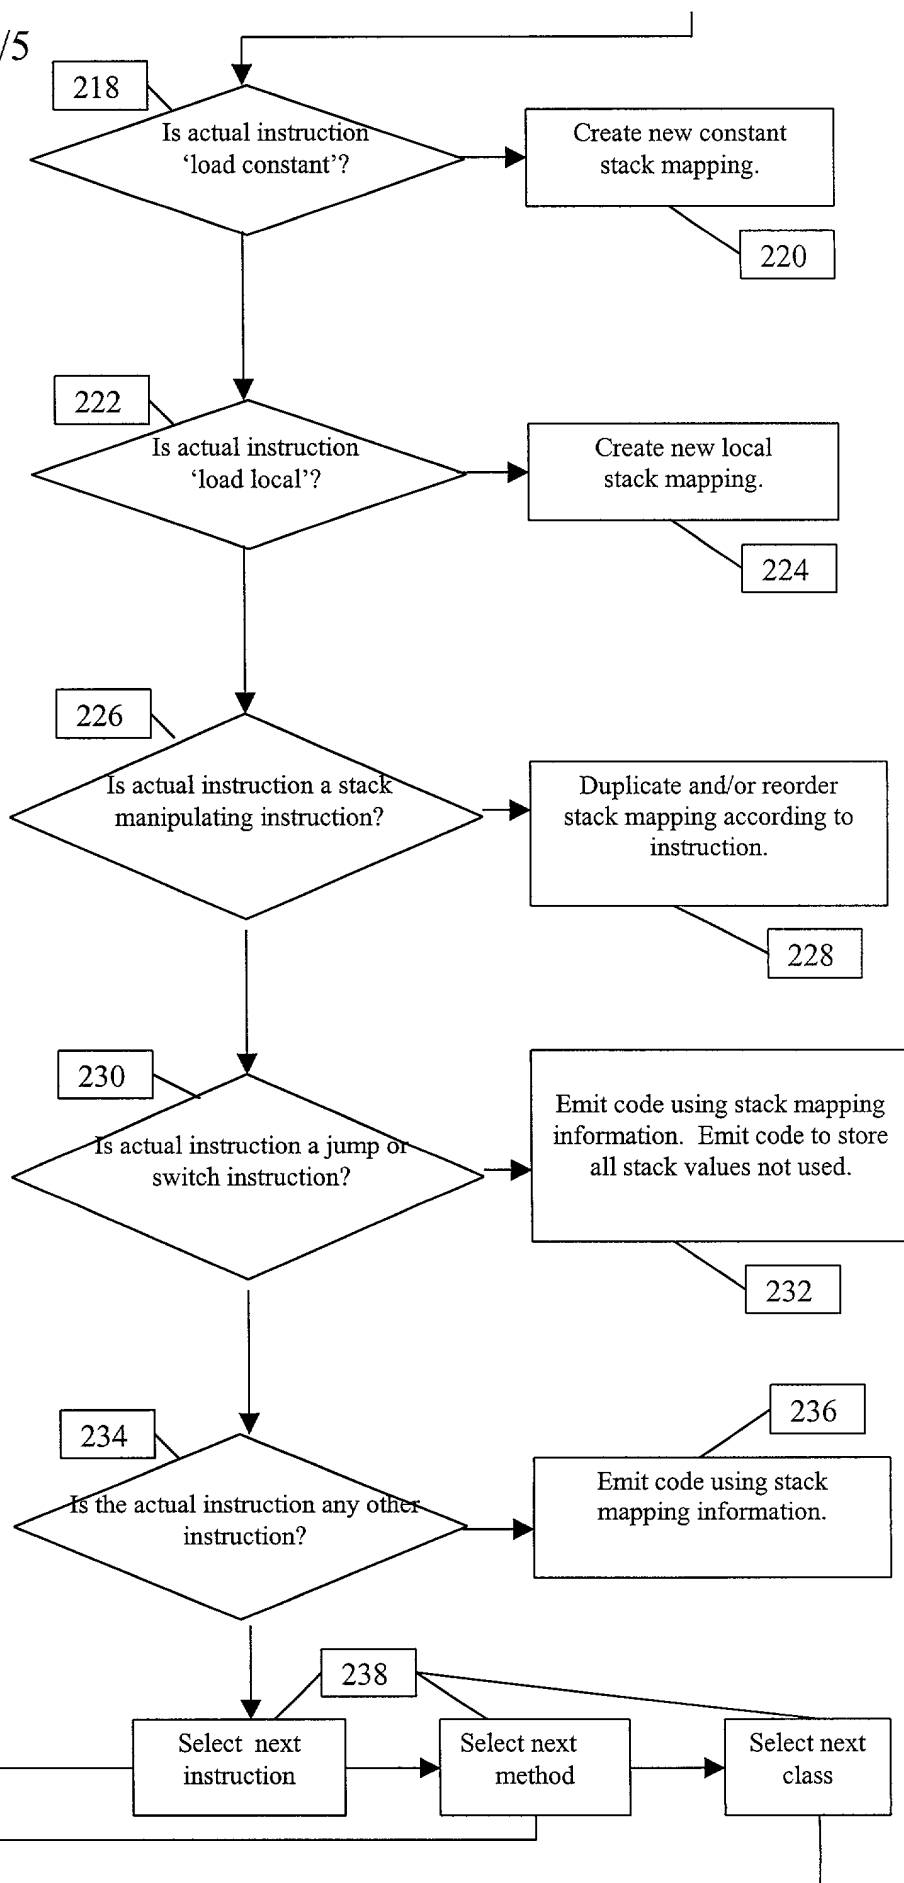 /5
218
Is actual instruction
‘load constant’?
Create new constant
stack mapping.
220
222
Is actual instruction
‘load local’?
Create new local
stack mapping.
224
226
Is actual instruction a stack
manipulating instruction?
Duplicate and/or reorder
stack mapping according to
instruction.
228
230
Is actual instruction a jump or
switch instruction?
Emit code using stack mapping
information. Emit code to store
all stack values not used.
232
234
Is the actual instruction any other
instruction?
236
Emit code using stack
mapping information.
238
Select next
instruction
Select next
method
Select next
class